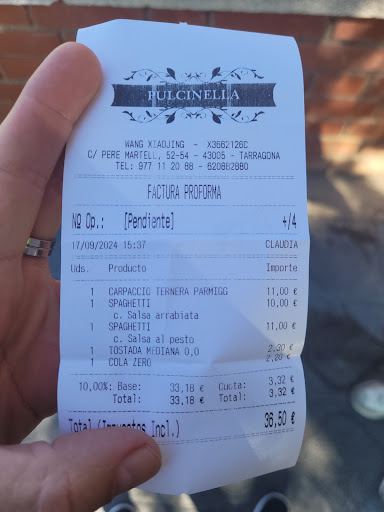 PULCINELLA
WANG XIAOJING - X3662126C
C/ PERE MARTELL, 52-54 - 43005 - TARRAGONA
TEL: 977 11 20 88 - 620682880
FACTURA PROFORMA
Nº Op.: [Pendiente] +/4
17/09/2024 15:37 CLAUDIA
Uds. Producto Importe
1 CARPACCIO TERNERA PARMIGG 11,00 €
1 SPAGHETTI 10,00 €
c. Salsa arrabiata
1 SPAGHETTI 11,00 €
c. Salsa al pesto
1 TOSTADA MEDIANA 0,0 2,30 €
1 COLA ZERO 2,20 €
10,00%: Base: 33,18 € Cuota: 3,32 €
Total: 33,18 € Total: 3,32 €
Total (Impuestos Incl.) 36,50 €